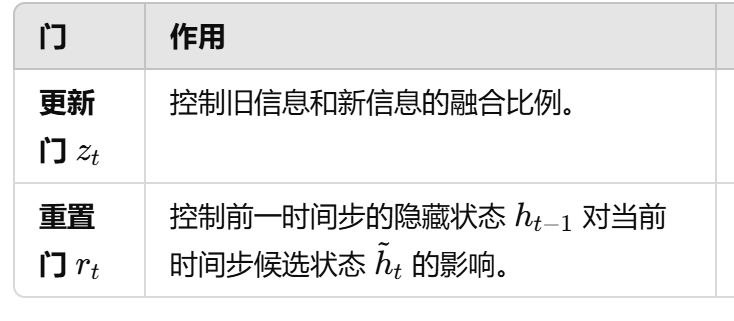 门 作用
更新 控制旧信息和新信息的融合比例。
门 z_t
重置 控制前一时间步的隐藏状态 h_{t−1} 对当前
门 r_t 时间步候选状态 h̃_t 的影响。